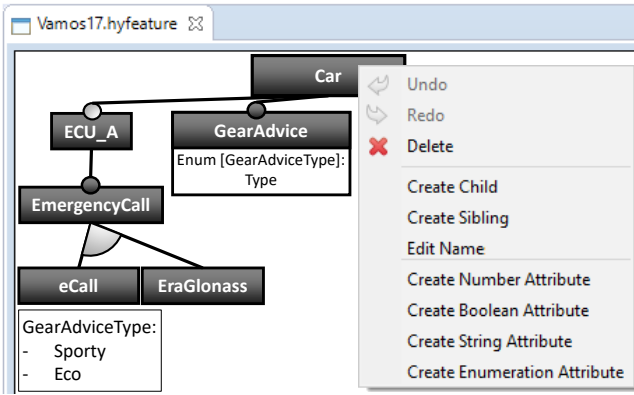 Vamos17.hyfeature
Car
ECU_A
GearAdvice
Enum [GearAdviceType]:
Type
EmergencyCall
eCall
EraGlonass
GearAdviceType:
- Sporty
- Eco
Undo
Redo
Delete
Create Child
Create Sibling
Edit Name
Create Number Attribute
Create Boolean Attribute
Create String Attribute
Create Enumeration Attribute